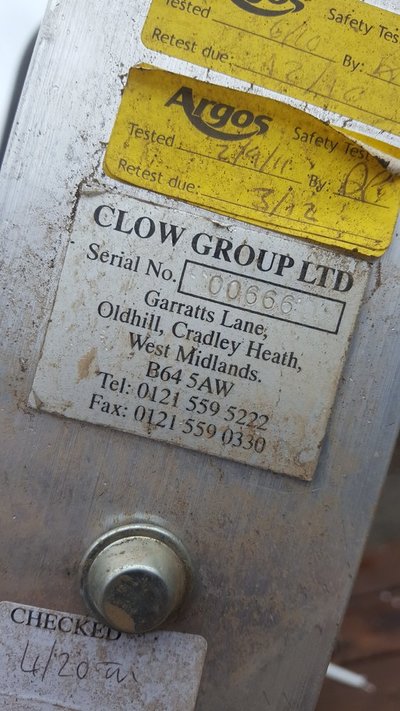 Tested
Safety Test
Retest due:
By:
Argos
Safety Test
Tested 2/9/11
By:
Retest due: 3/12
CLOW GROUP LTD
Serial No. 00666
Garratts Lane,
Oldhill, Cradley Heath,
West Midlands.
B64 5AW
Tel: 0121 559 5222
Fax: 0121 559 0330
CHECKED